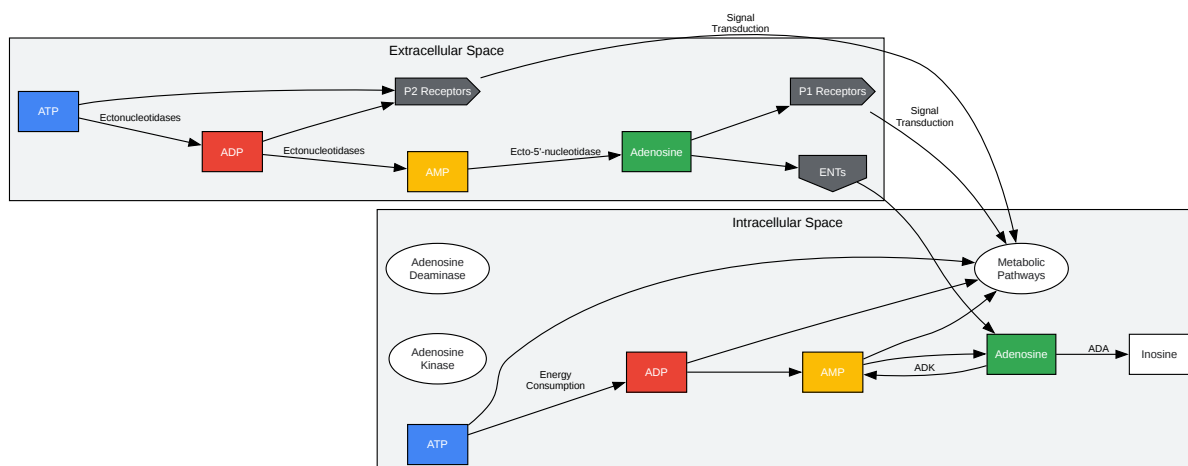 Signal
Transduction
Extracellular Space
P2 Receptors
P1 Receptors
ATP
Ectonucleotidases
Signal
Transduction
ADP
Ectonucleotidases
Ecto-5'-nucleotidase
Adenosine
AMP
ENTs
Intracellular Space
Adenosine
Deaminase
Metabolic
Pathways
Adenosine
Kinase
Energy
Consumption
ADP
AMP
ADK
Adenosine
ADA
Inosine
ATP